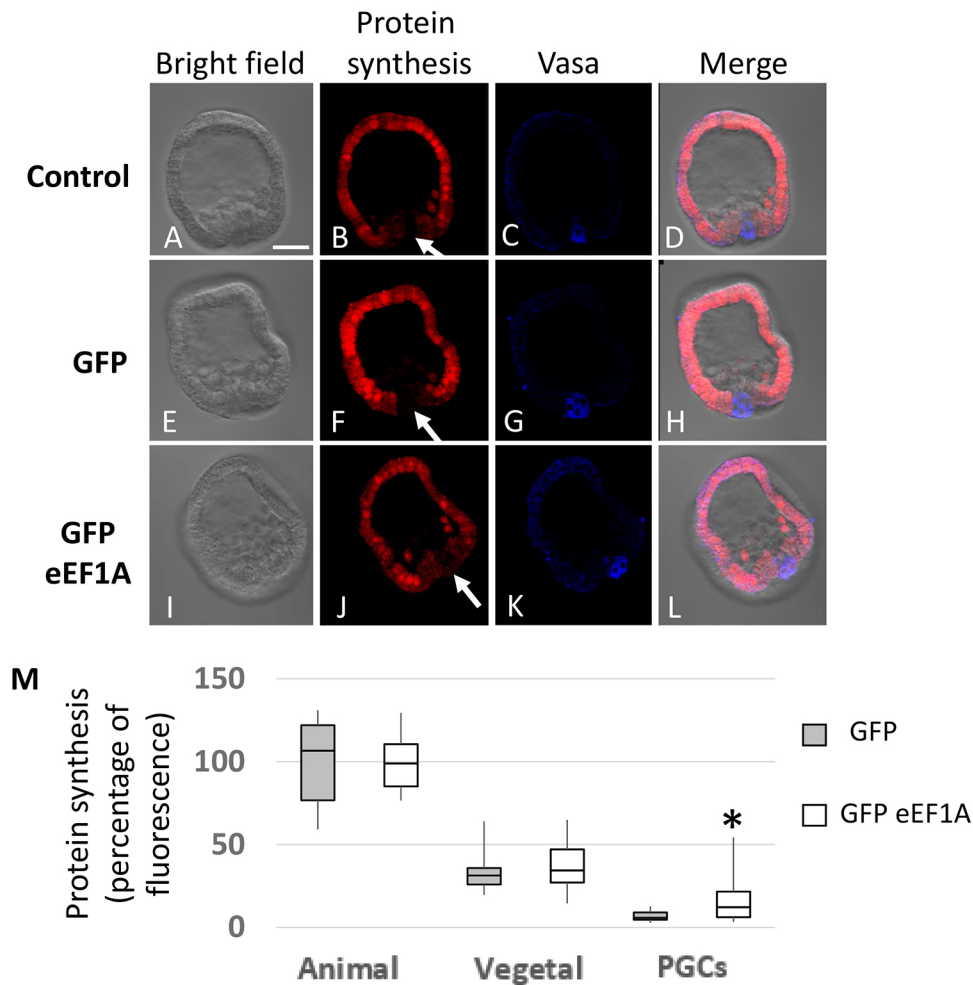 Protein
Bright field synthesis Vasa Merge
Control
A B C D
GFP
E F G H
GFP
eEF1A
I J K L
M
Protein synthesis
(percentage of
fluorescence)
150
100
50
0
*
Animal Vegetal PGCs
GFP
GFP eEF1A